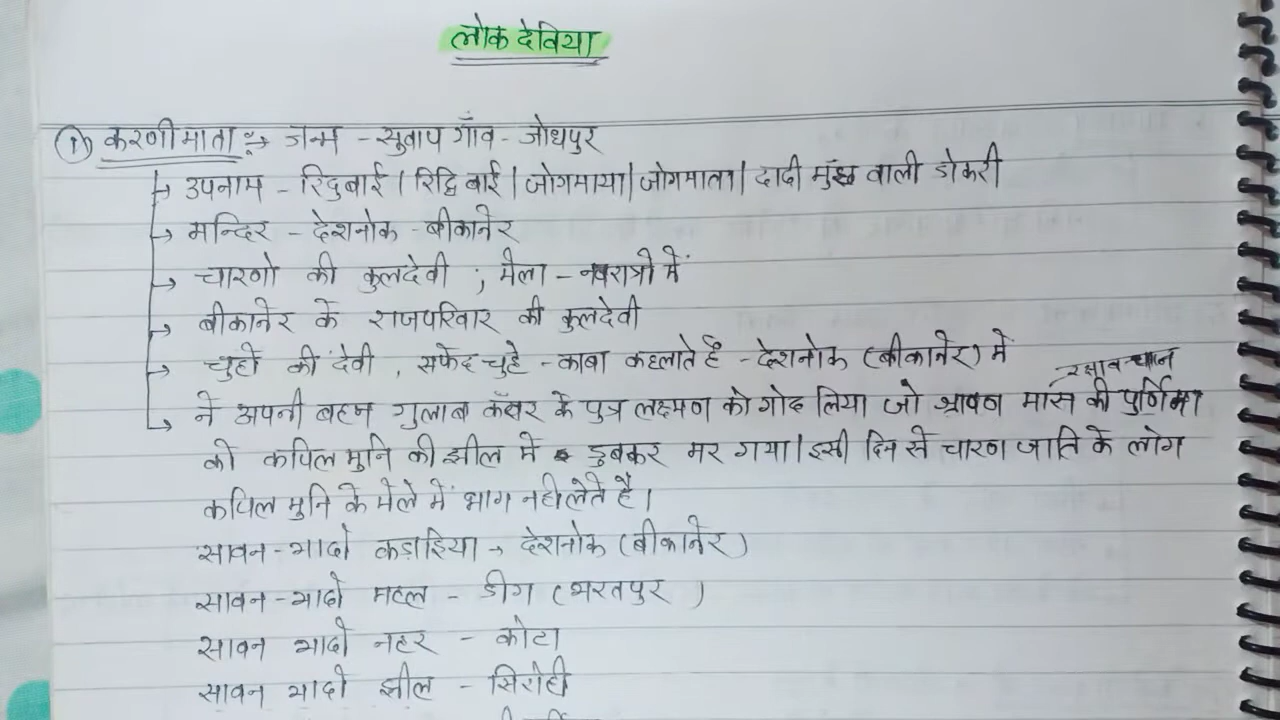 लोक देविया
① करणीमाता :→ जन्म - सुवाप गाँव - जोधपुर
→ उपनाम - रिदुबाई | रिद्धि बाई | जोगमाया | जोगमाता | दादी मुंछ वाली डोकरी
→ मन्दिर - देशनोक - बीकानेर
→ चारणो की कुलदेवी ; मेला - नवरात्रो में
→ बीकानेर के राजपरिवार की कुलदेवी
→ चुहो की देवी , सफेद चुहे - काबा कहलाते है - देशनोक (बीकानेर) में
रक्षाबन्धन
→ ने अपनी बहन गुलाब कँवर के पुत्र लक्ष्मण को गोद लिया जो श्रावण मास की पुर्णिमा
को कपिल मुनि की झील मे डुबकर मर गया | इसी दिन से चारण जाति के लोग
कपिल मुनि के मेले में भाग नही लेते है।
सावन-भादो कडाइिया → देशनोक (बीकानेर)
सावन-भादो महल - डीग (भरतपुर )
सावन भादो नहर - कोटा
सावन भादो झील - सिरोही